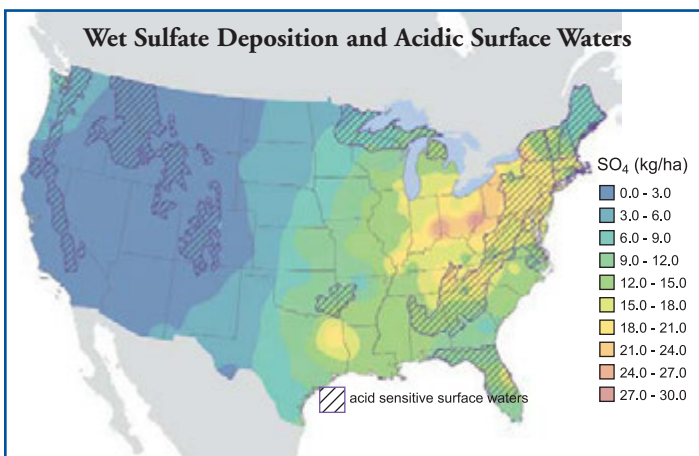 Wet Sulfate Deposition and Acidic Surface Waters
SO₄ (kg/ha)
0.0 - 3.0
3.0 - 6.0
6.0 - 9.0
9.0 - 12.0
12.0 - 15.0
15.0 - 18.0
18.0 - 21.0
21.0 - 24.0
24.0 - 27.0
27.0 - 30.0
acid sensitive surface waters